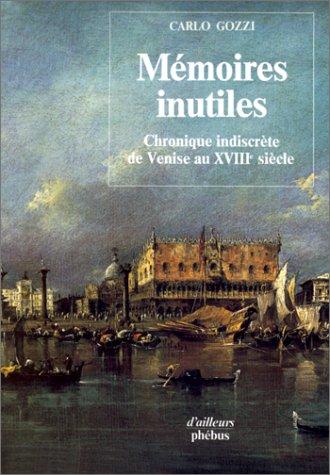 CARLO GOZZI
Mémoires
inutiles
Chronique indiscrète
de Venise au XVIIIᵉ siècle
d'ailleurs
phébus